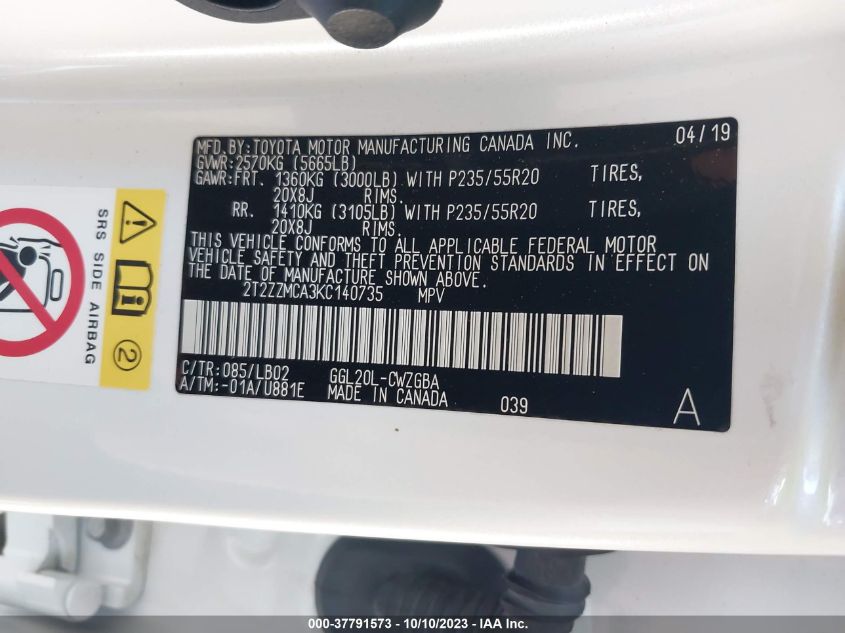 MFD.BY:TOYOTA MOTOR MANUFACTURING CANADA INC. 04/19
GVWR:2570KG (5665LB)
GAWR:FRT. 1360KG (3000LB) WITH P235/55R20 TIRES,
20X8J RIMS.
RR. 1410KG (3105LB) WITH P235/55R20 TIRES,
20X8J RIMS.
THIS VEHICLE CONFORMS TO ALL APPLICABLE FEDERAL MOTOR
VEHICLE SAFETY AND THEFT PREVENTION STANDARDS IN EFFECT ON
THE DATE OF MANUFACTURE SHOWN ABOVE.
2T2ZZMCA3KC140735 MPV
C/TR:085/LB02 GGL20L-CWZGBA
A/TM:-01A/U881E MADE IN CANADA 039 A
SRS SIDE AIRBAG
2
000-37791573 - 10/10/2023 - IAA Inc.